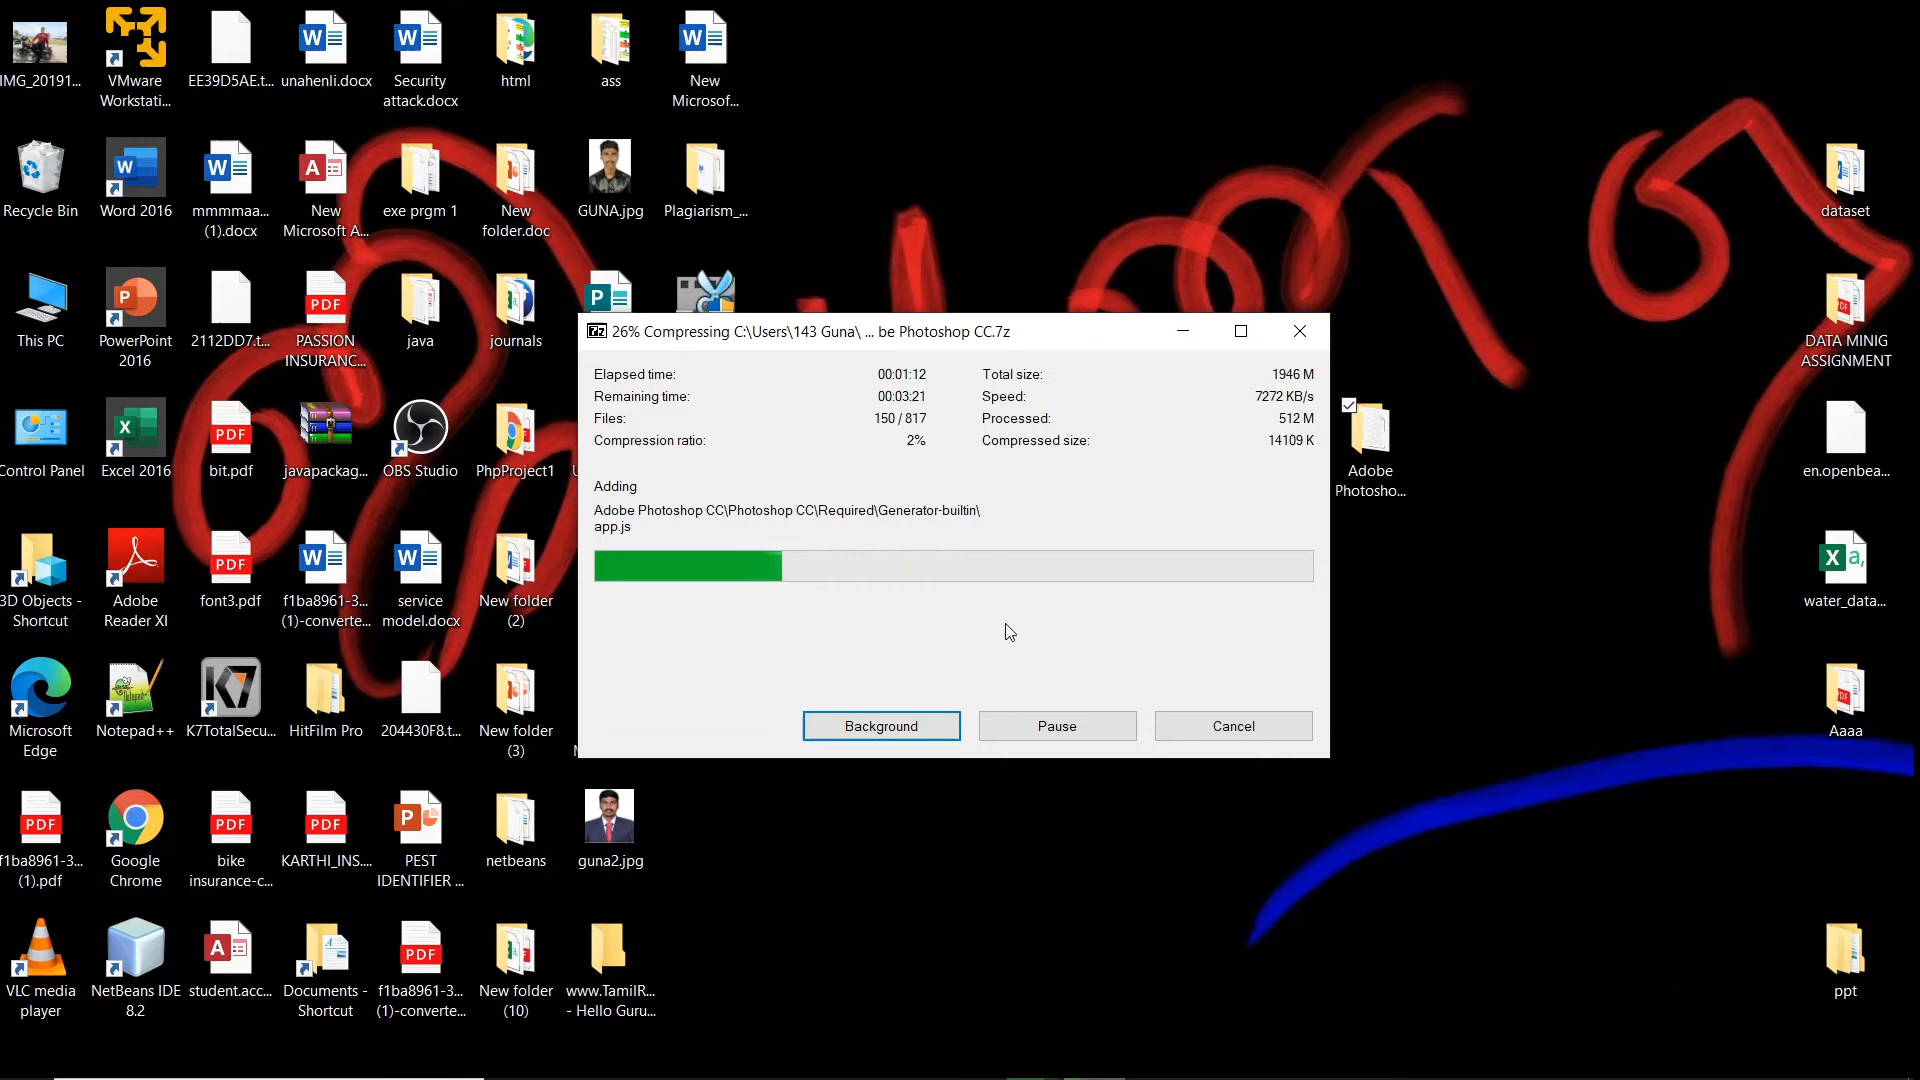 IMG_20191...
VMware
Workstati...
EE39D5AE.t...
unahenli.docx
Security
attack.docx
html
ass
New
Microsof...
Recycle Bin
Word 2016
mmmmaa...
(1).docx
New
Microsoft A...
exe prgm 1
New
folder.doc
GUNA.jpg
Plagiarism_...
dataset
This PC
PowerPoint
2016
2112DD7.t...
PASSION
INSURANC...
java
journals
DATA MINIG
ASSIGNMENT
Control Panel
Excel 2016
bit.pdf
javapackag...
OBS Studio
PhpProject1
Adobe
Photosho...
en.openbea...
3D Objects -
Shortcut
Adobe
Reader XI
font3.pdf
f1ba8961-3...
(1)-converte...
service
model.docx
New folder
(2)
water_data...
Microsoft
Edge
Notepad++
K7TotalSecu...
HitFilm Pro
204430F8.t...
New folder
(3)
Aaaa
f1ba8961-3...
(1).pdf
Google
Chrome
bike
insurance-c...
KARTHI_INS....
PEST
IDENTIFIER ...
netbeans
guna2.jpg
VLC media
player
NetBeans IDE
8.2
student.acc...
Documents -
Shortcut
f1ba8961-3...
(1)-converte...
New folder
(10)
www.TamilR...
- Hello Guru...
ppt
26% Compressing C:\Users\143 Guna\ ... be Photoshop CC.7z
Elapsed time: 00:01:12 Total size: 1946 M
Remaining time: 00:03:21 Speed: 7272 KB/s
Files: 150 / 817 Processed: 512 M
Compression ratio: 2% Compressed size: 14109 K
Adding
Adobe Photoshop CC\Photoshop CC\Required\Generator-builtin\
app.js
Background Pause Cancel